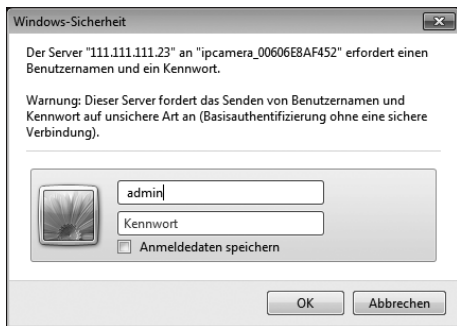 Windows-Sicherheit
Der Server "111.111.111.23" an "ipcamera_00606E8AF452" erfordert einen
Benutzernamen und ein Kennwort.
Warnung: Dieser Server fordert das Senden von Benutzernamen und
Kennwort auf unsichere Art an (Basisauthentifizierung ohne eine sichere
Verbindung).
admin
Kennwort
Anmeldedaten speichern
OK
Abbrechen